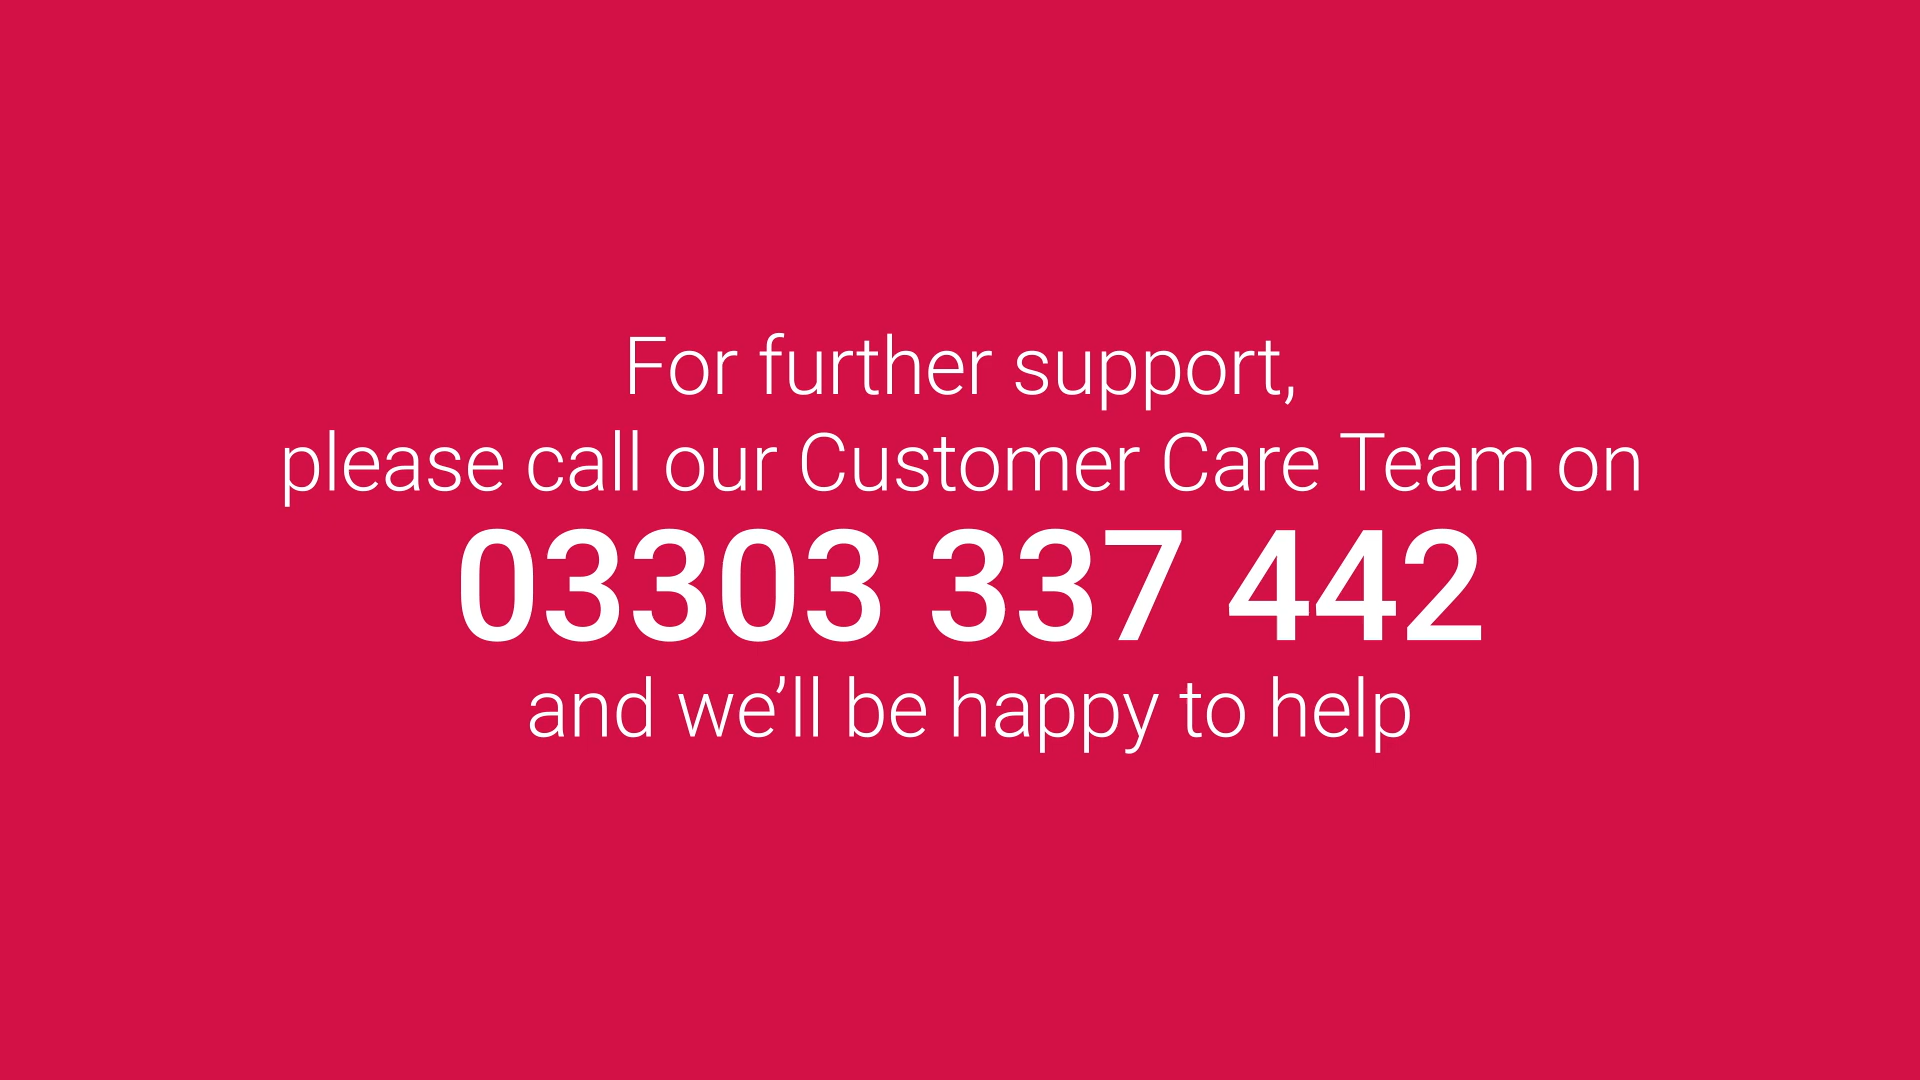 For further support,
please call our Customer Care Team on
03303 337 442
and we’ll be happy to help